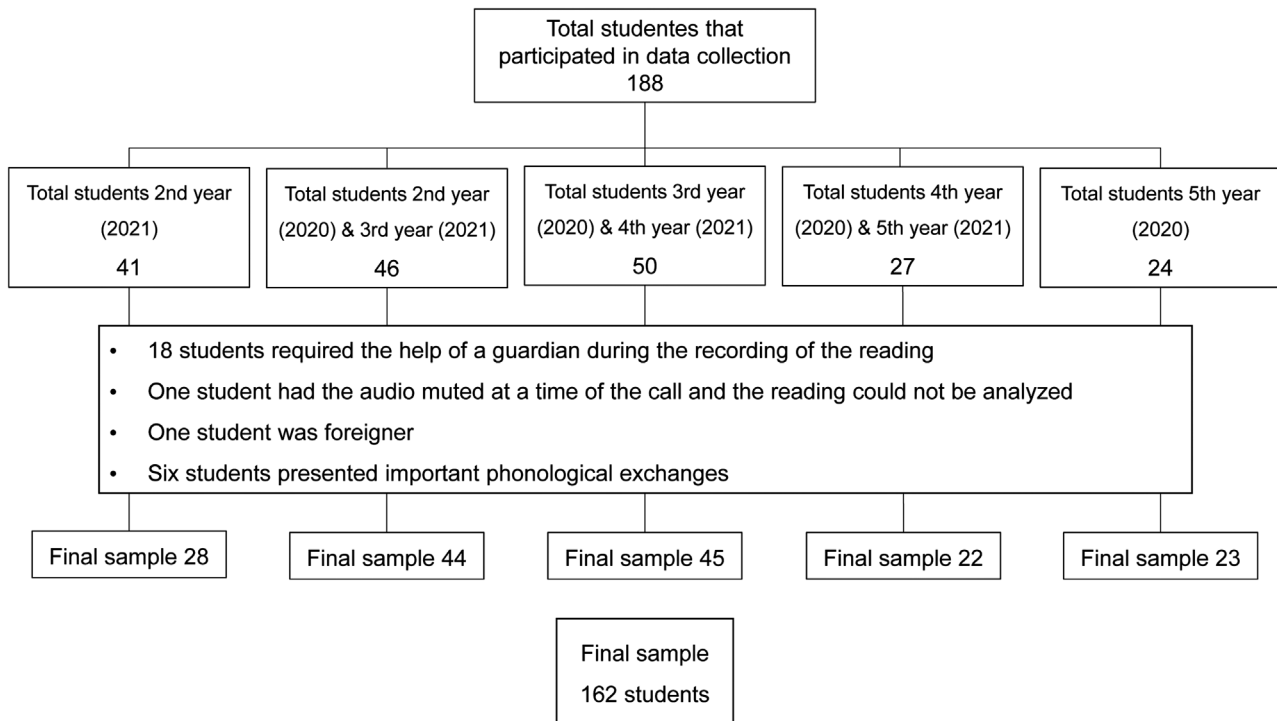 Total studentes that
participated in data collection
188
Total students 2nd year
(2021)
41
Total students 2nd year
(2020) & 3rd year (2021)
46
Total students 3rd year
(2020) & 4th year (2021)
50
Total students 4th year
(2020) & 5th year (2021)
27
Total students 5th year
(2020)
24
• 18 students required the help of a guardian during the recording of the reading
• One student had the audio muted at a time of the call and the reading could not be analyzed
• One student was foreigner
• Six students presented important phonological exchanges
Final sample 28
Final sample 44
Final sample 45
Final sample 22
Final sample 23
Final sample
162 students